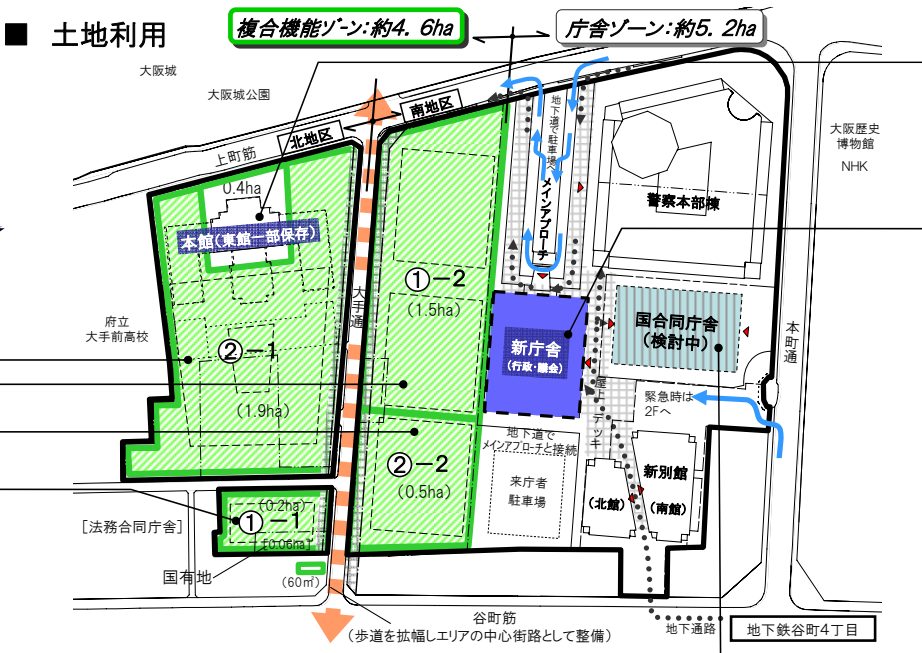 ■ 土地利用
複合機能ゾーン:約4.6ha
庁舎ゾーン:約5.2ha
大阪城
大阪城公園
上町筋
北地区
南地区
地下道で駐車場へ
メインアプローチ
警察本部棟
大阪歴史
博物館
NHK
0.4ha
本館(東館一部保存)
府立
大手前高校
大手通
①-2
(1.5ha)
②-1
(1.9ha)
新庁舎
(行政・議会)
国合同庁舎
(検討中)
本町通
屋上デッキ
緊急時は
2Fへ
地下道で
メインアプローチと接続
②-2
(0.5ha)
来庁者
駐車場
新別館
(北館)
(南館)
[法務合同庁舎]
(0.2ha)
①-1
[0.06ha]
国有地
(60㎡)
谷町筋
(歩道を拡幅しエリアの中心街路として整備)
地下通路
地下鉄谷町4丁目